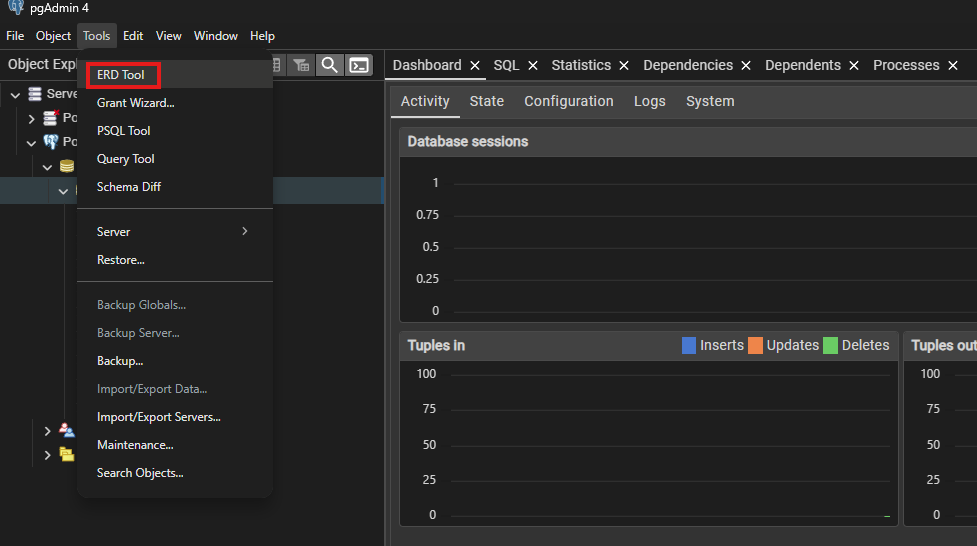 pgAdmin 4
File Object Tools Edit View Window Help
Object Expl
Dashboard SQL Statistics Dependencies Dependents Processes
ERD Tool
Grant Wizard...
PSQL Tool
Query Tool
Schema Diff
Server
Restore...
Backup Globals...
Backup Server...
Backup...
Import/Export Data...
Import/Export Servers...
Maintenance...
Search Objects...
Serve
Po
Po
Activity State Configuration Logs System
Database sessions
1
0.75
0.5
0.25
0
Tuples in Inserts Updates Deletes
100
75
50
25
0
Tuples out
100
75
50
25
0